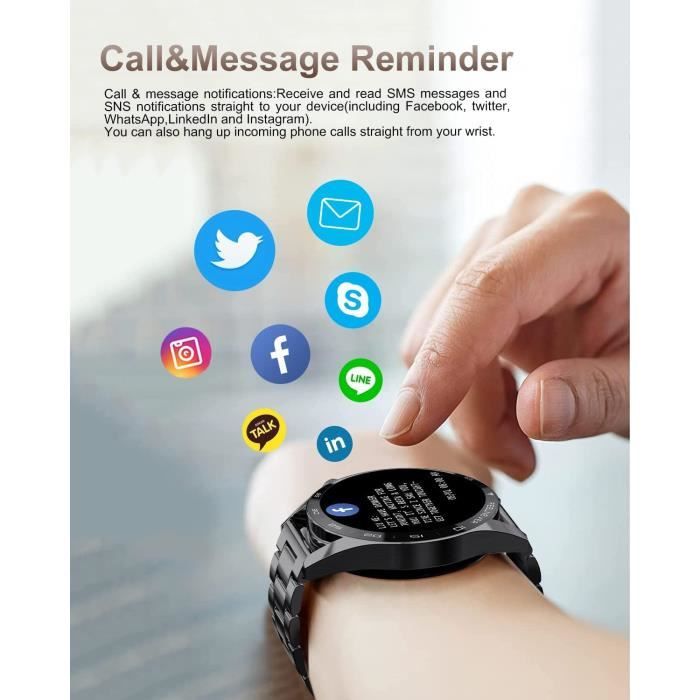 Call&Message Reminder
Call & message notifications:Receive and read SMS messages and
SNS notifications straight to your device(including Facebook, twitter,
WhatsApp,LinkedIn and Instagram).
You can also hang up incoming phone calls straight from your wrist.
S
f
LINE
TALK
in
f